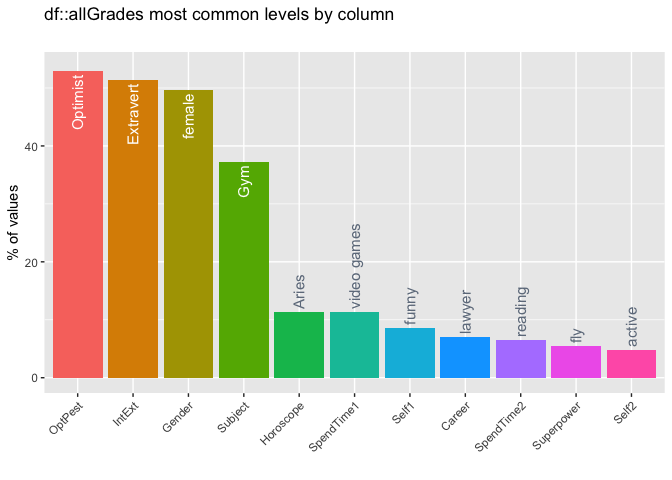 df::allGrades most common levels by column
% of values
40
20
0
Optimist
Extravert
female
Gym
Aries
video games
funny
lawyer
reading
fly
active
OptPest
IntExt
Gender
Subject
Horoscope
SpendTime1
Self1
Career
SpendTime2
Superpower
Self2